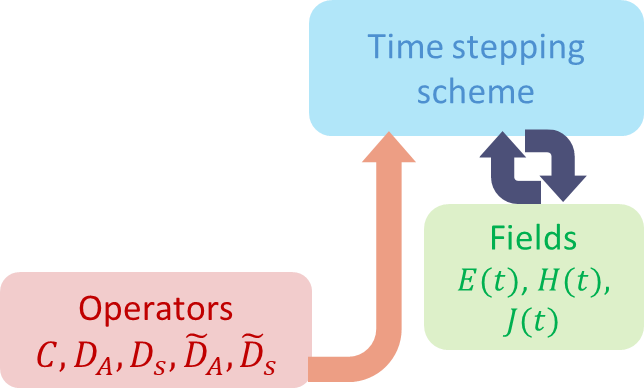 Time stepping
scheme
Fields
E(t), H(t),
J(t)
Operators
C, D_A, D_s, D̃_A, D̃_s